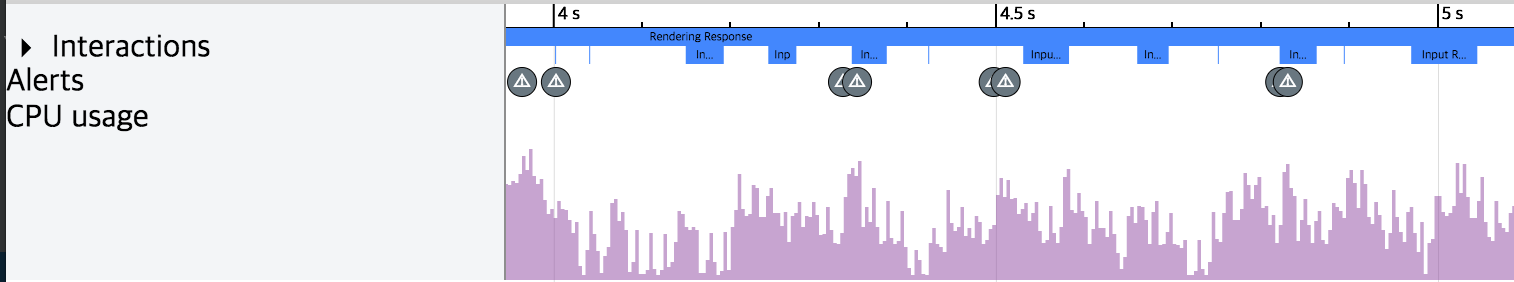 4 s
4.5 s
5 s
Interactions
Rendering Response
In...
Inp
In...
Inpu...
In...
In...
Input R...
Alerts
CPU usage